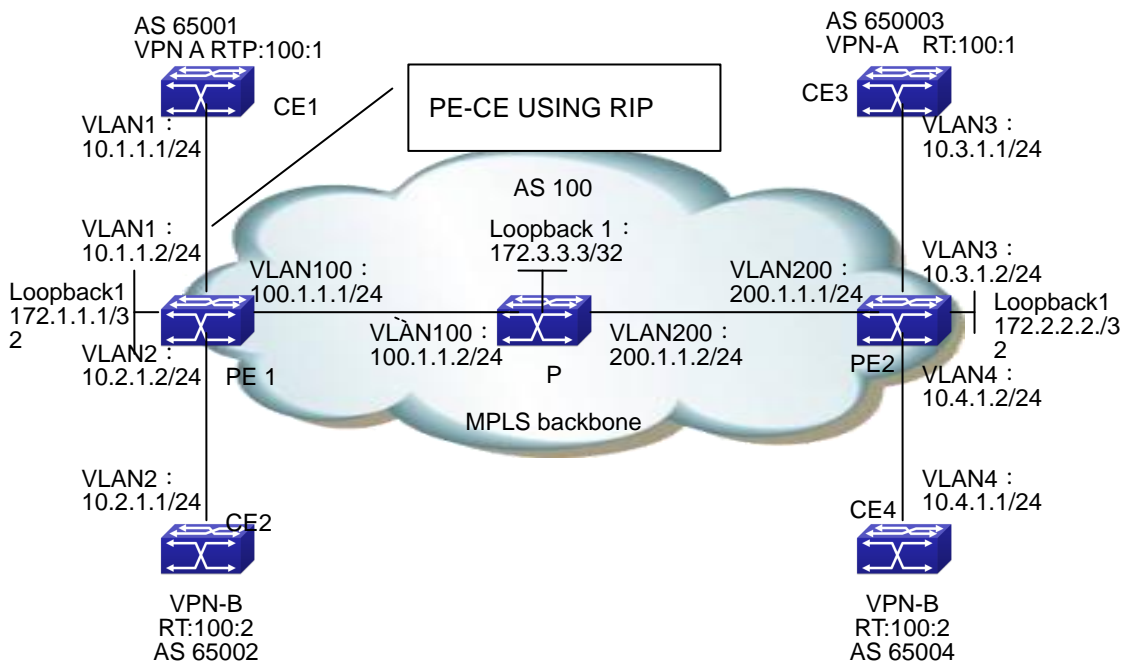 AS 65001
VPN A RTP:100:1
CE1
VLAN1：
10.1.1.1/24
PE-CE USING RIP
AS 650003
VPN-A RT:100:1
CE3
VLAN3：
10.3.1.1/24
AS 100
Loopback 1：
172.3.3.3/32
VLAN1：
10.1.1.2/24
VLAN100：
100.1.1.1/24
Loopback1
172.1.1.1/3
2
VLAN2：
10.2.1.2/24
PE 1
VLAN100：
100.1.1.2/24
P
VLAN200：
200.1.1.2/24
VLAN200：
200.1.1.1/24
VLAN3：
10.3.1.2/24
Loopback1
172.2.2.2./3
2
PE2
VLAN4：
10.4.1.2/24
MPLS backbone
VLAN2：
10.2.1.1/24
CE2
VPN-B
RT:100:2
AS 65002
VLAN4：
10.4.1.1/24
CE4
VPN-B
RT:100:2
AS 65004